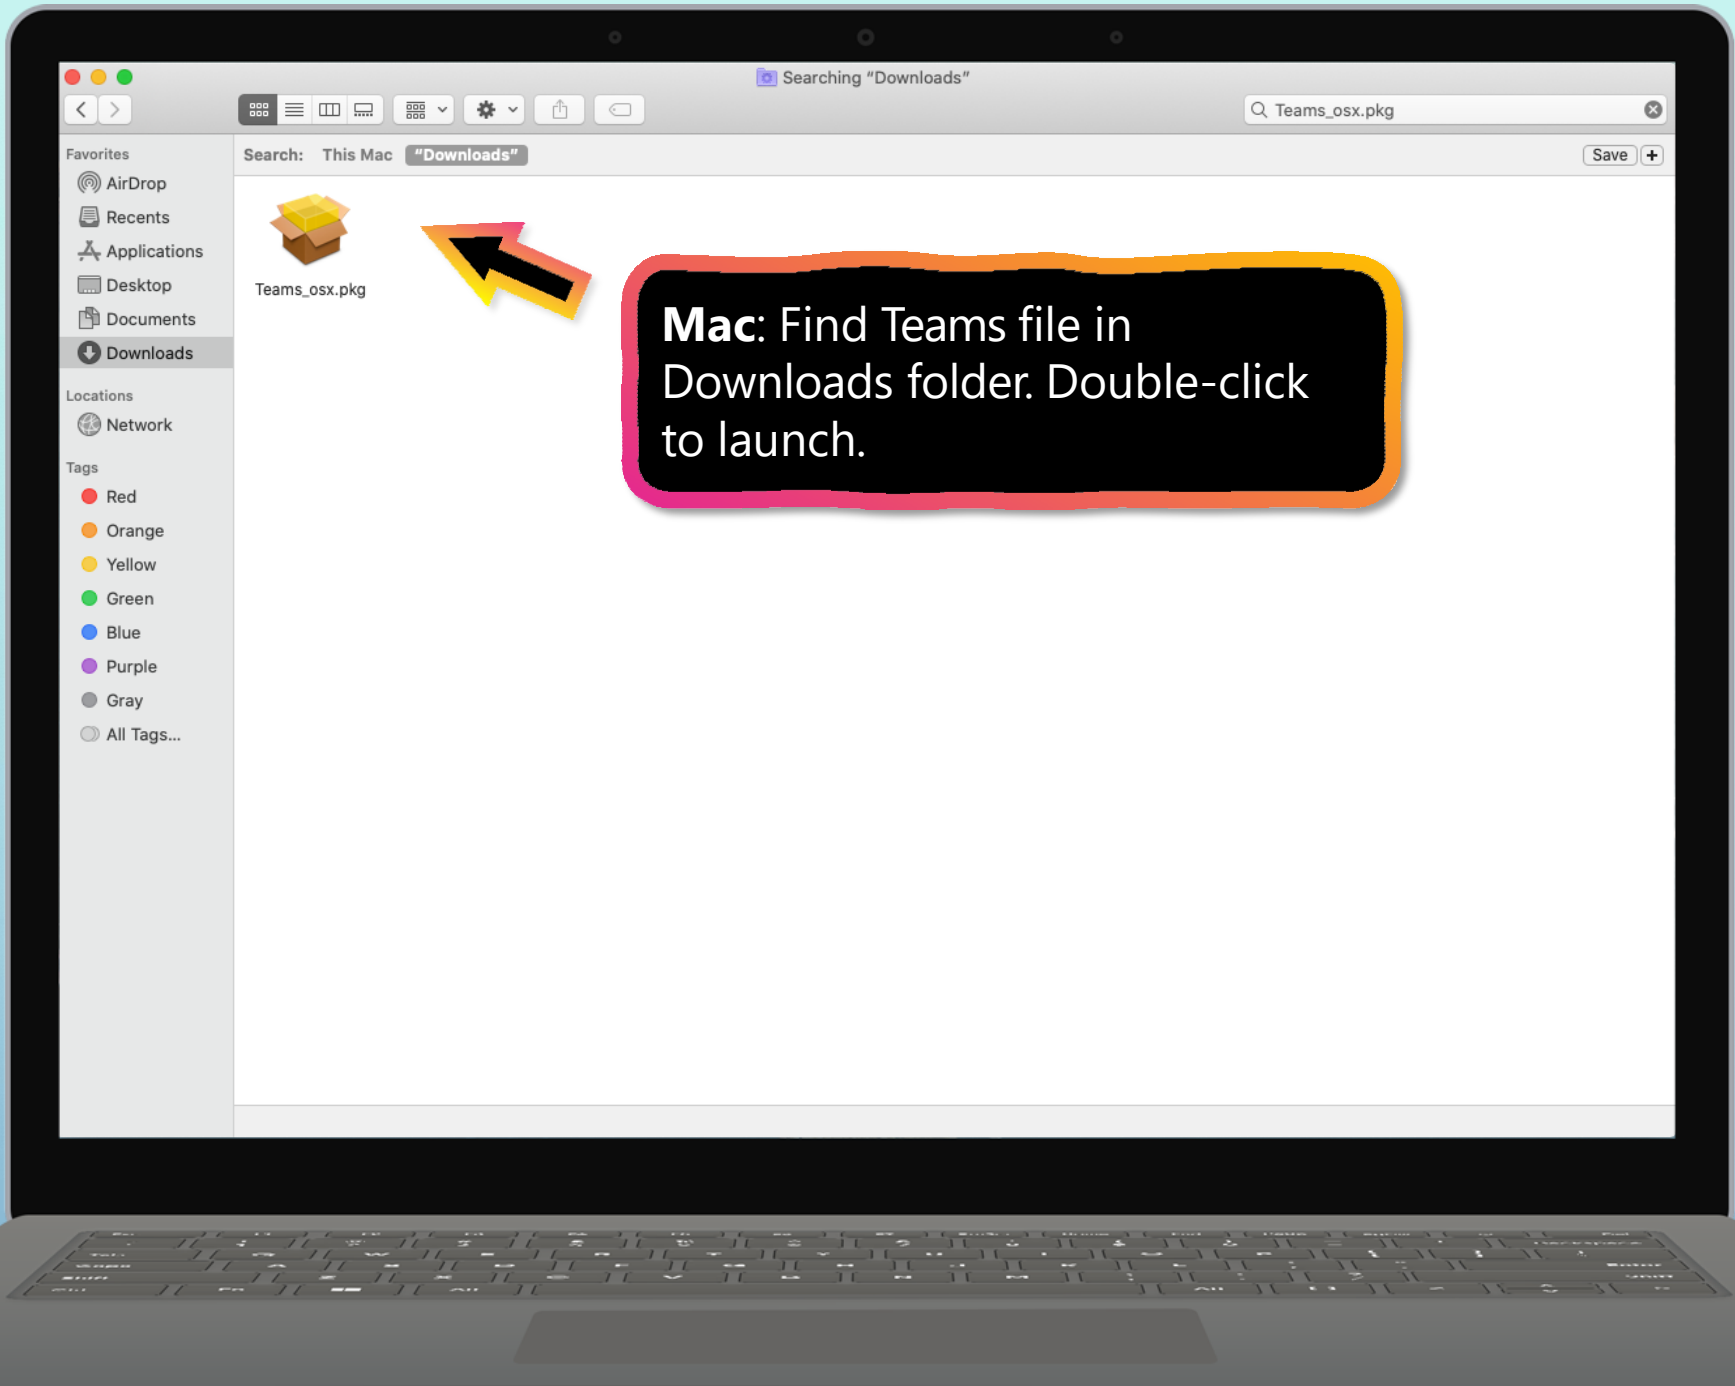 Searching “Downloads”
Teams_osx.pkg
Favorites
AirDrop
Recents
Applications
Desktop
Documents
Downloads
Locations
Network
Tags
Red
Orange
Yellow
Green
Blue
Purple
Gray
All Tags...
Search: This Mac “Downloads” Save +
Teams_osx.pkg
Mac: Find Teams file in
Downloads folder. Double-click
to launch.